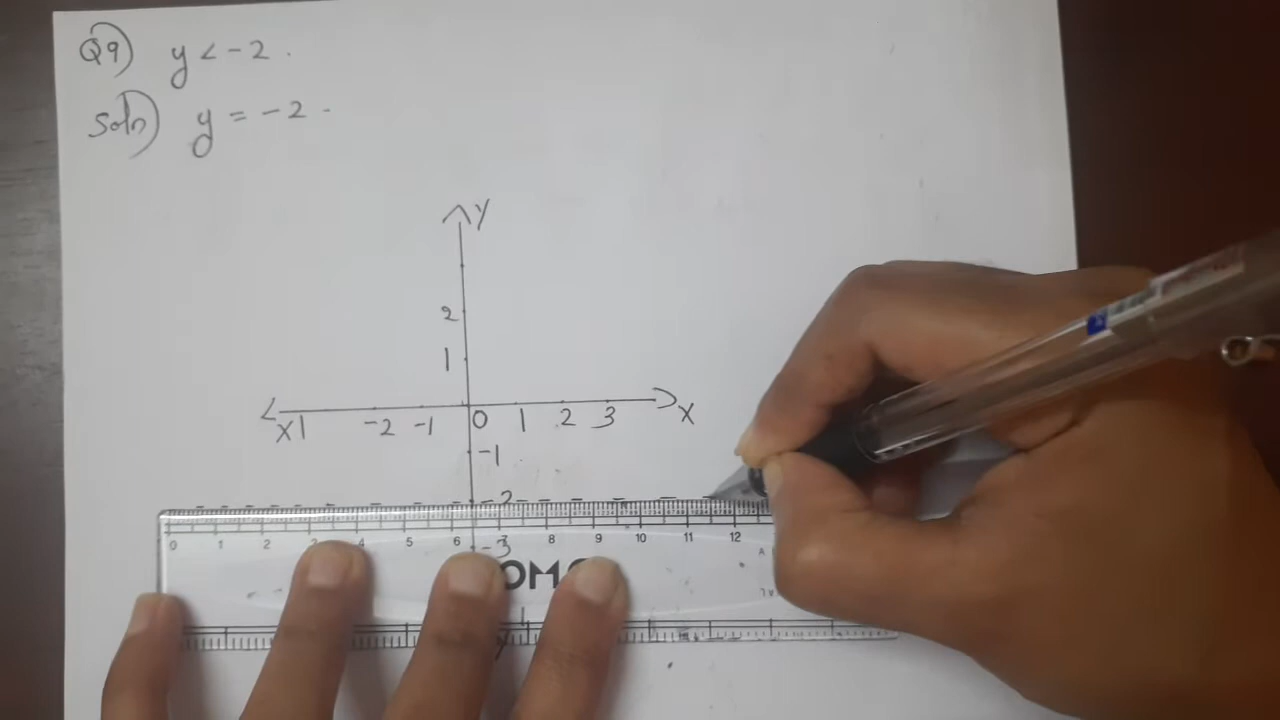 Q9) y < -2.
Soln) y = -2.
Y
2
1
X1 -2 -1 0 1 2 3 X
-1
-2
0 1 2 3 4 5 6 7 8 9 10 11 12
-3